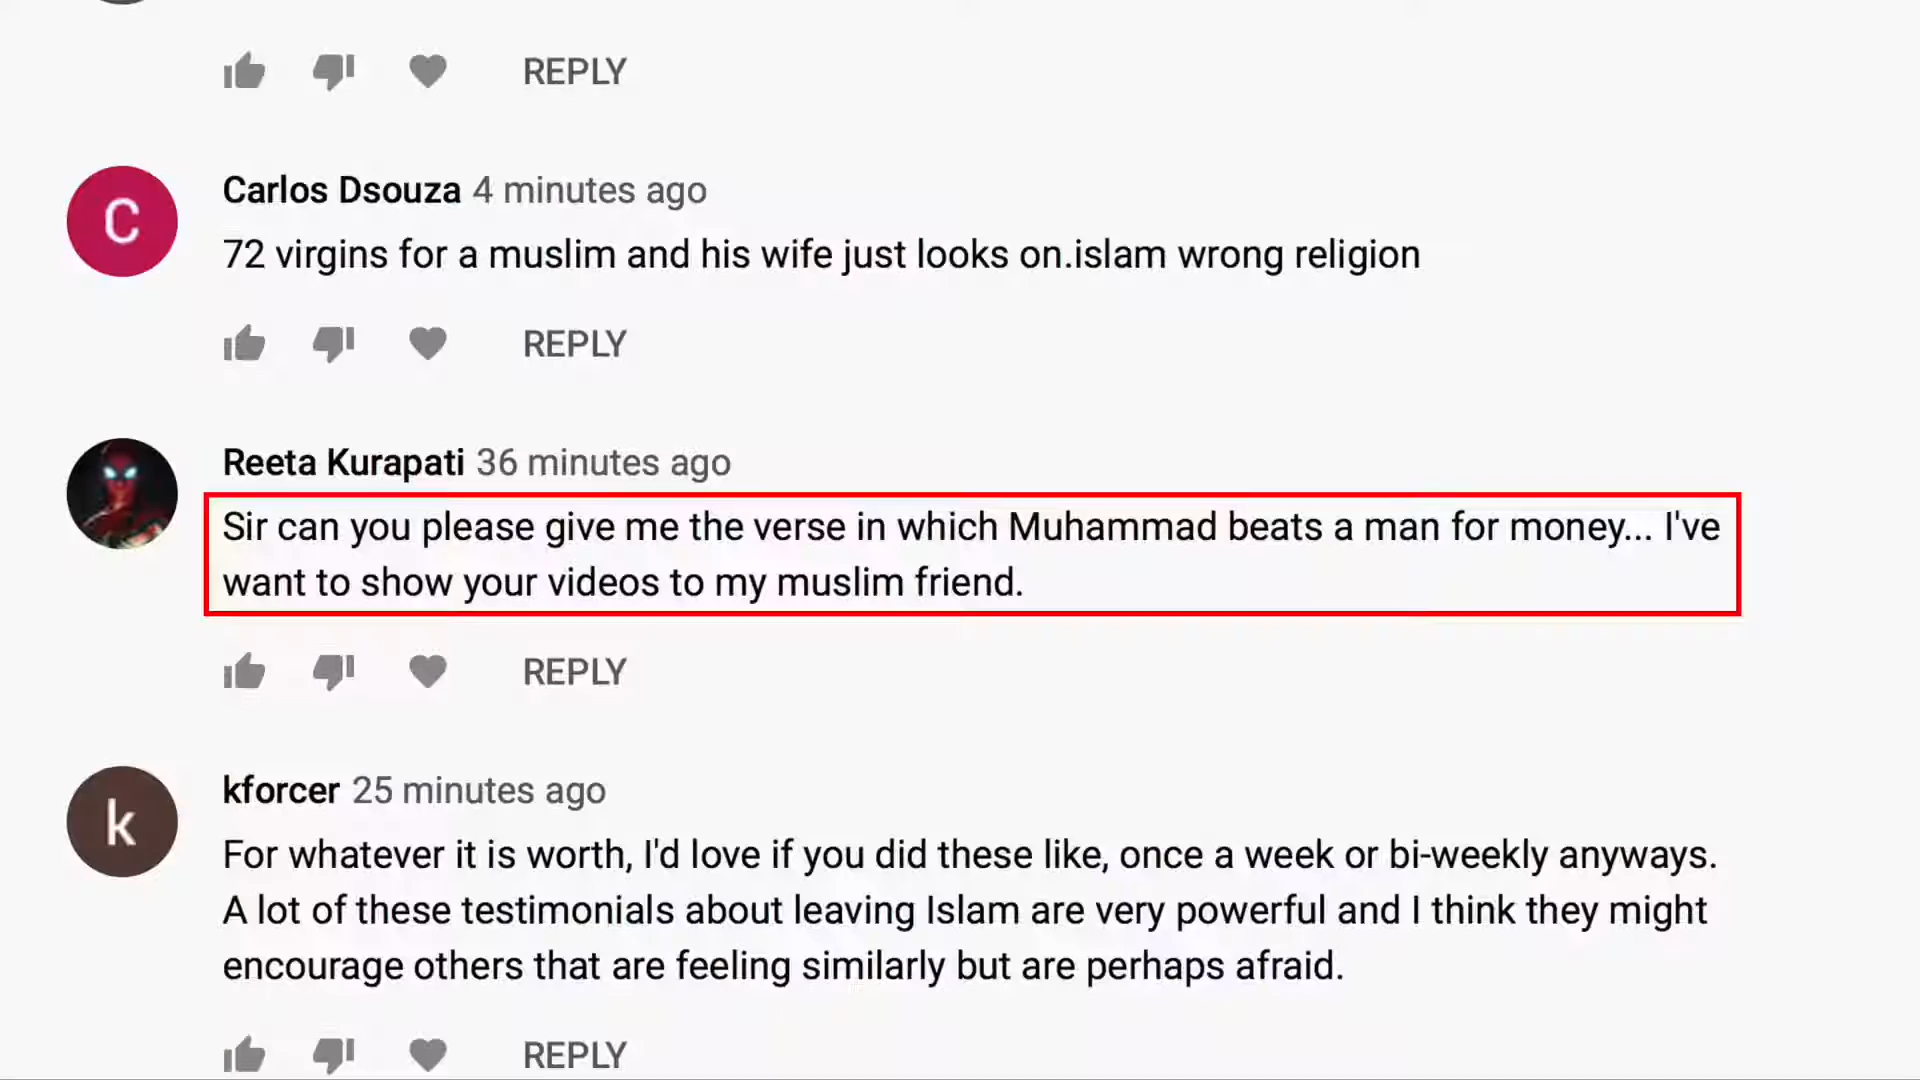 REPLY
C
Carlos Dsouza 4 minutes ago
72 virgins for a muslim and his wife just looks on.islam wrong religion
REPLY
Reeta Kurapati 36 minutes ago
Sir can you please give me the verse in which Muhammad beats a man for money... I've
want to show your videos to my muslim friend.
REPLY
k
kforcer 25 minutes ago
For whatever it is worth, I'd love if you did these like, once a week or bi-weekly anyways.
A lot of these testimonials about leaving Islam are very powerful and I think they might
encourage others that are feeling similarly but are perhaps afraid.
REPLY